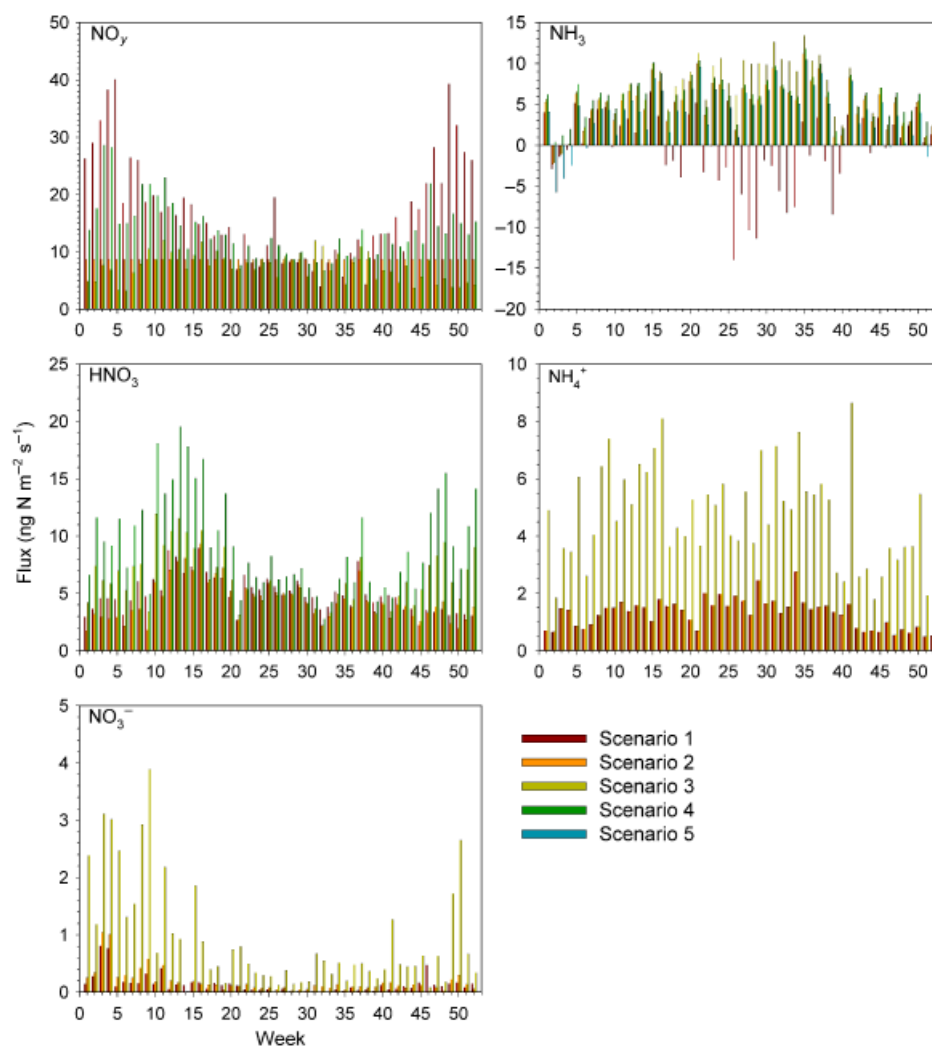 NOy
50
40
30
20
10
0
0 5 10 15 20 25 30 35 40 45 50
NH3
15
10
5
0
−5
−10
−15
−20
0 5 10 15 20 25 30 35 40 45 50
HNO3
25
20
15
10
5
0
0 5 10 15 20 25 30 35 40 45 50
Flux (ng N m−2 s−1)
NH4+
10
8
6
4
2
0
0 5 10 15 20 25 30 35 40 45 50
NO3−
5
4
3
2
1
0
0 5 10 15 20 25 30 35 40 45 50
Week
Scenario 1
Scenario 2
Scenario 3
Scenario 4
Scenario 5